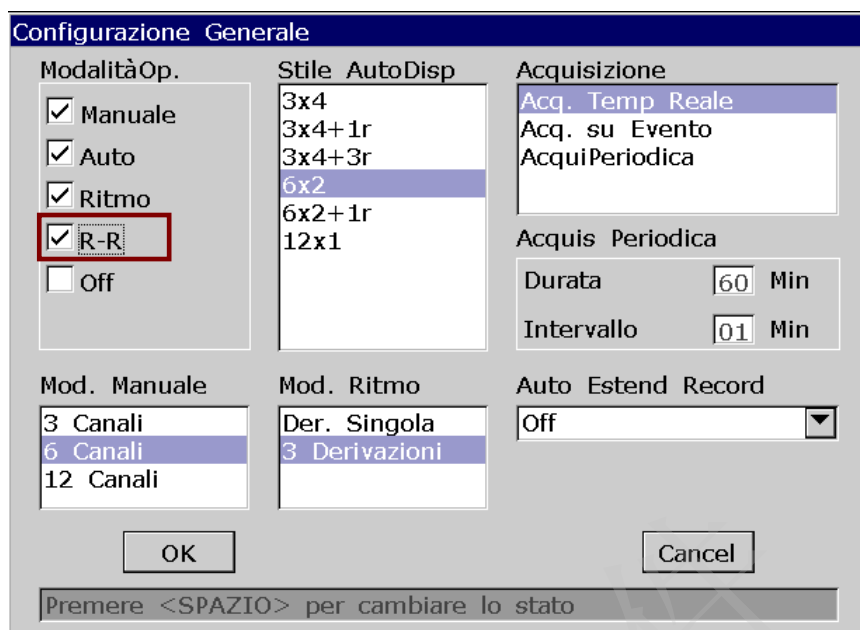 Configurazione Generale
ModalitàOp.
Manuale
Auto
Ritmo
R-R
Off
Stile AutoDisp
3x4
3x4+1r
3x4+3r
6x2
6x2+1r
12x1
Acquisizione
Acq. Temp Reale
Acq. su Evento
AcquiPeriodica
Acquis Periodica
Durata 60 Min
Intervallo 01 Min
Mod. Manuale
3 Canali
6 Canali
12 Canali
Mod. Ritmo
Der. Singola
3 Derivazioni
Auto Estend Record
Off
OK
Cancel
Premere <SPAZIO> per cambiare lo stato